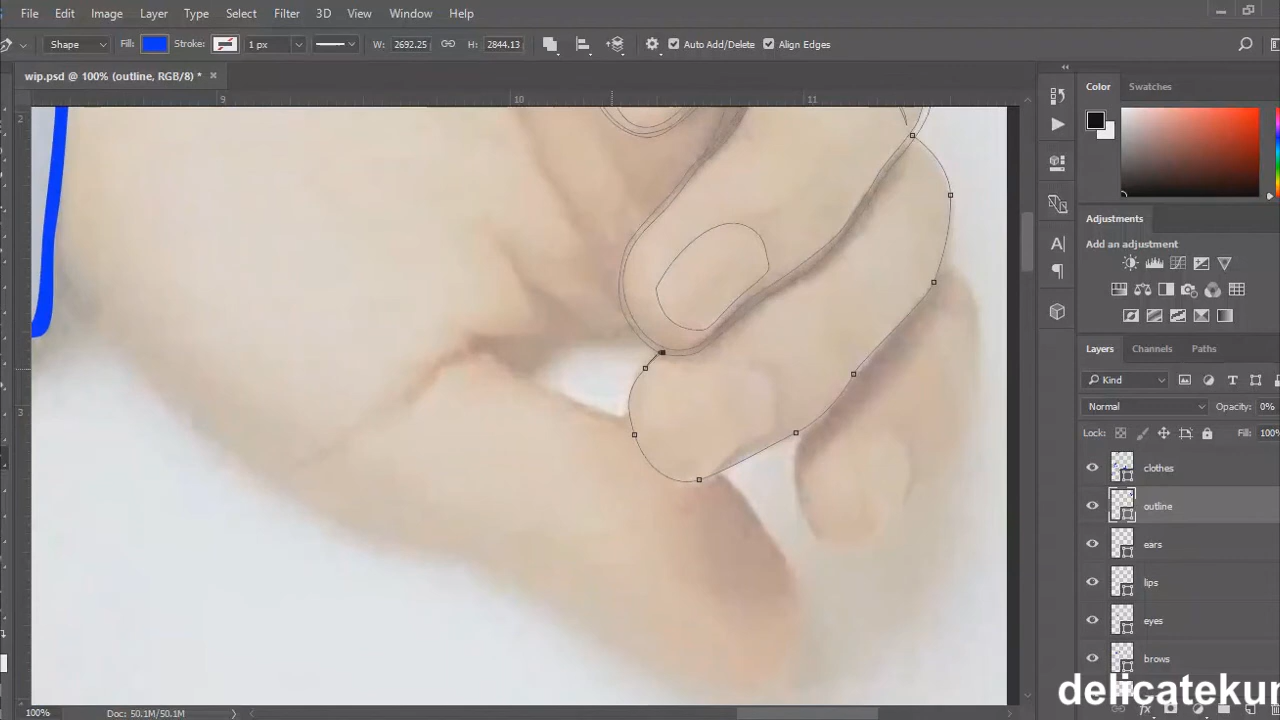 File Edit Image Layer Type Select Filter 3D View Window Help
Shape Fill: Stroke: 1 px W: 2692.25 H: 2844.13 Auto Add/Delete Align Edges
wip.psd @ 100% (outline, RGB/8) * ×
9 10 11
2
3
Color Swatches
Adjustments
Add an adjustment
Layers Channels Paths
Kind
Normal Opacity: 0%
Lock: Fill: 100%
clothes
outline
ears
lips
eyes
brows
delicatekun
100% Doc: 50.1M/50.1M